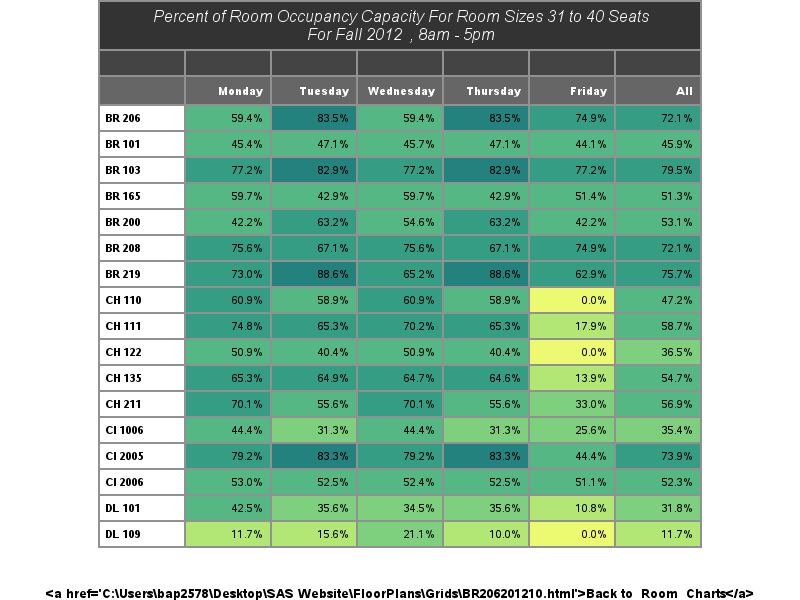 Percent of Room Occupancy Capacity For Room Sizes 31 to 40 Seats
For Fall 2012 , 8am - 5pm
Monday Tuesday Wednesday Thursday Friday All
BR 206 59.4% 83.5% 59.4% 83.5% 74.9% 72.1%
BR 101 45.4% 47.1% 45.7% 47.1% 44.1% 45.9%
BR 103 77.2% 82.9% 77.2% 82.9% 77.2% 79.5%
BR 165 59.7% 42.9% 59.7% 42.9% 51.4% 51.3%
BR 200 42.2% 63.2% 54.6% 63.2% 42.2% 53.1%
BR 208 75.6% 67.1% 75.6% 67.1% 74.9% 72.1%
BR 219 73.0% 88.6% 65.2% 88.6% 62.9% 75.7%
CH 110 60.9% 58.9% 60.9% 58.9% 0.0% 47.2%
CH 111 74.8% 65.3% 70.2% 65.3% 17.9% 58.7%
CH 122 50.9% 40.4% 50.9% 40.4% 0.0% 36.5%
CH 135 65.3% 64.9% 64.7% 64.6% 13.9% 54.7%
CH 211 70.1% 55.6% 70.1% 55.6% 33.0% 56.9%
CI 1006 44.4% 31.3% 44.4% 31.3% 25.6% 35.4%
CI 2005 79.2% 83.3% 79.2% 83.3% 44.4% 73.9%
CI 2006 53.0% 52.5% 52.4% 52.5% 51.1% 52.3%
DL 101 42.5% 35.6% 34.5% 35.6% 10.8% 31.8%
DL 109 11.7% 15.6% 21.1% 10.0% 0.0% 11.7%
<a href='C:\Users\bap2578\Desktop\SAS Website\FloorPlans\Grids\BR206201210.html'>Back to Room Charts</a>